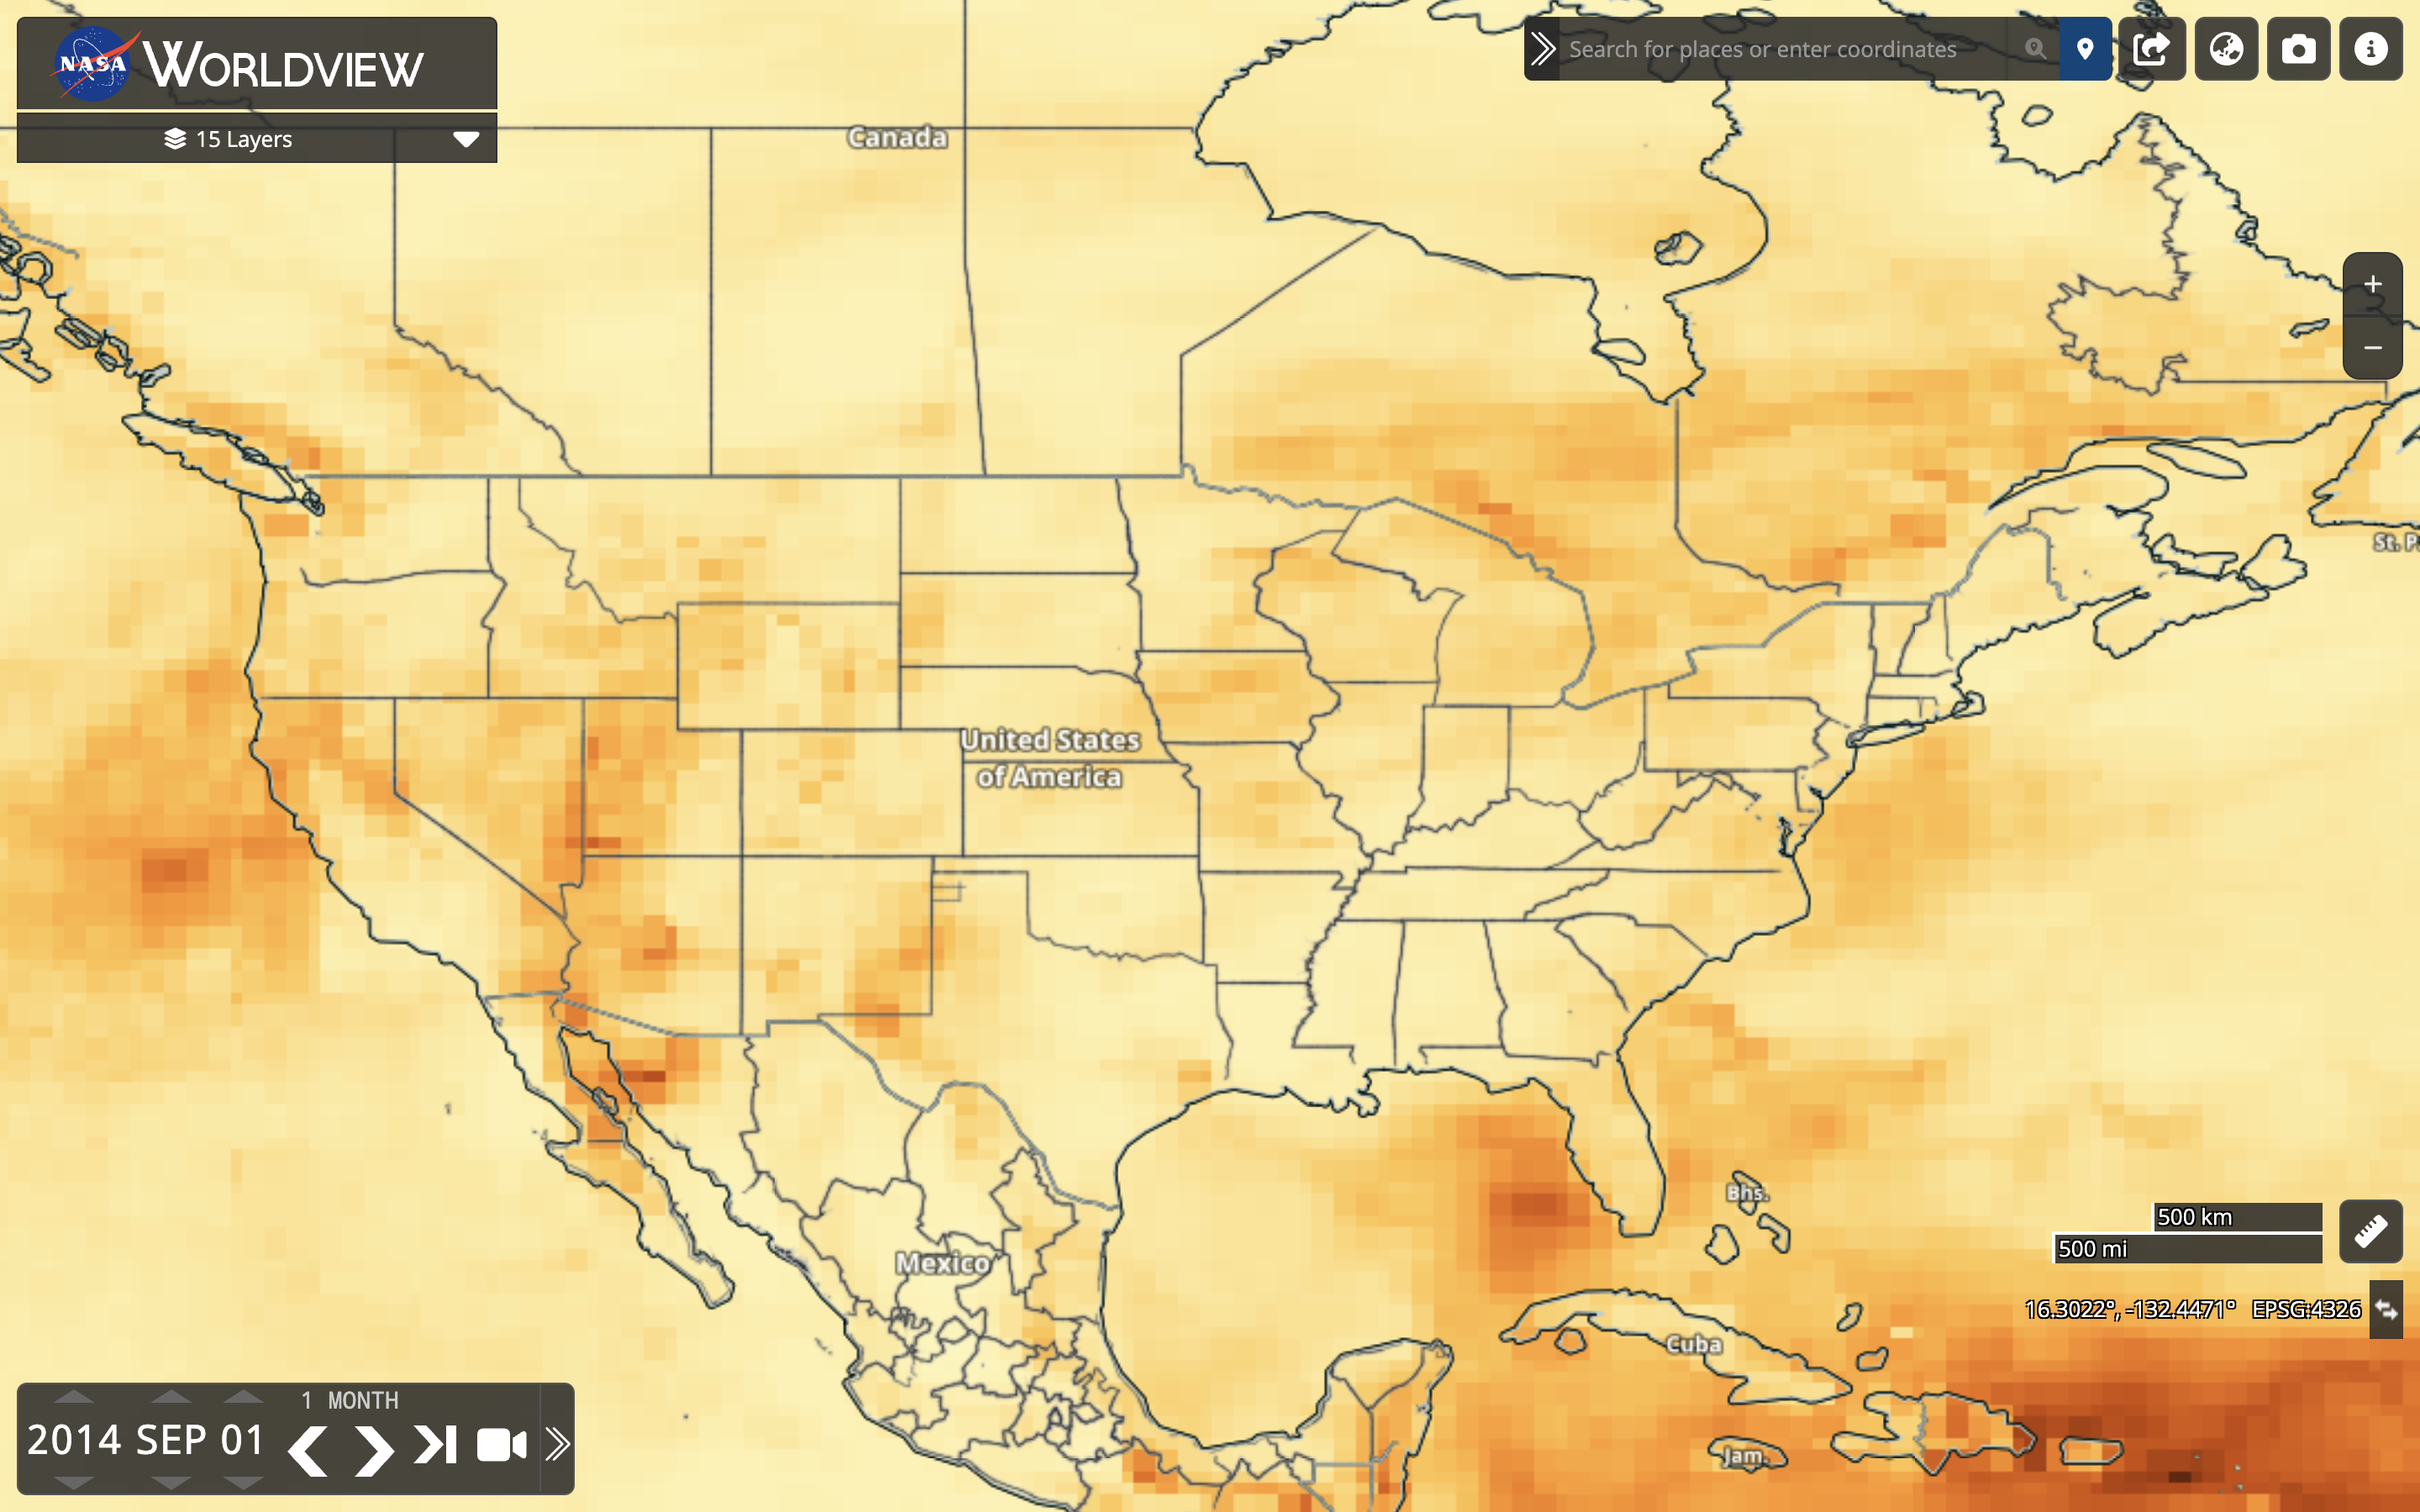 NASA WORLDVIEW
Search for places or enter coordinates
15 Layers
Canada
St. P
United States
of America
Bhs.
500 km
500 mi
Mexico
16.3022°, -132.4471° EPSG:4326
Cuba
1 MONTH
2014 SEP 01
Jam.